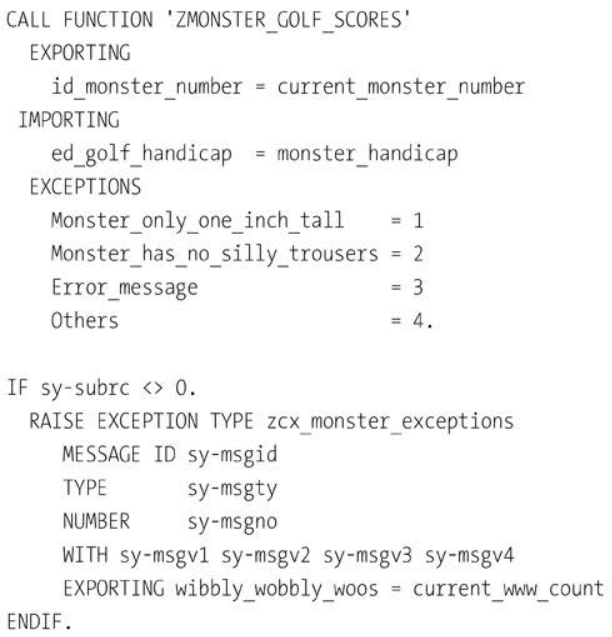 CALL FUNCTION 'ZMONSTER_GOLF_SCORES'
EXPORTING
id_monster_number = current_monster_number
IMPORTING
ed_golf_handicap = monster_handicap
EXCEPTIONS
Monster_only_one_inch_tall = 1
Monster_has_no_silly_trousers = 2
Error_message = 3
Others = 4.
IF sy-subrc <> 0.
RAISE EXCEPTION TYPE zcx_monster_exceptions
MESSAGE ID sy-msgid
TYPE sy-msgty
NUMBER sy-msgno
WITH sy-msgv1 sy-msgv2 sy-msgv3 sy-msgv4
EXPORTING wibbly_wobbly_woos = current_www_count
ENDIF.